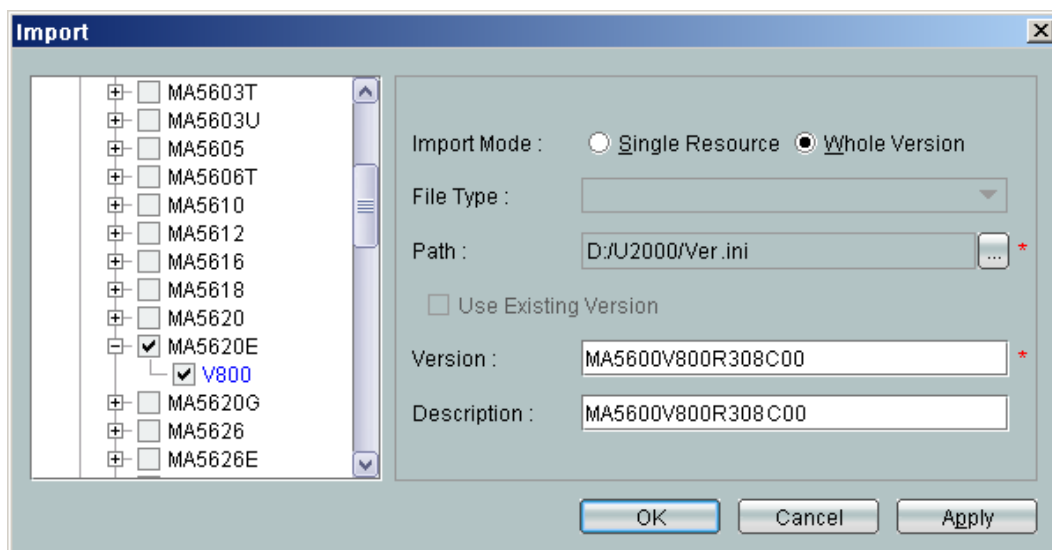 Import
MA5603T
MA5603U
MA5605
MA5606T
MA5610
MA5612
MA5616
MA5618
MA5620
MA5620E
V800
MA5620G
MA5626
MA5626E
Import Mode :
Single Resource
Whole Version
File Type :
Path :
D:/U2000/Ver.ini
...
*
Use Existing Version
Version :
MA5600V800R308C00
*
Description :
MA5600V800R308C00
OK
Cancel
Apply